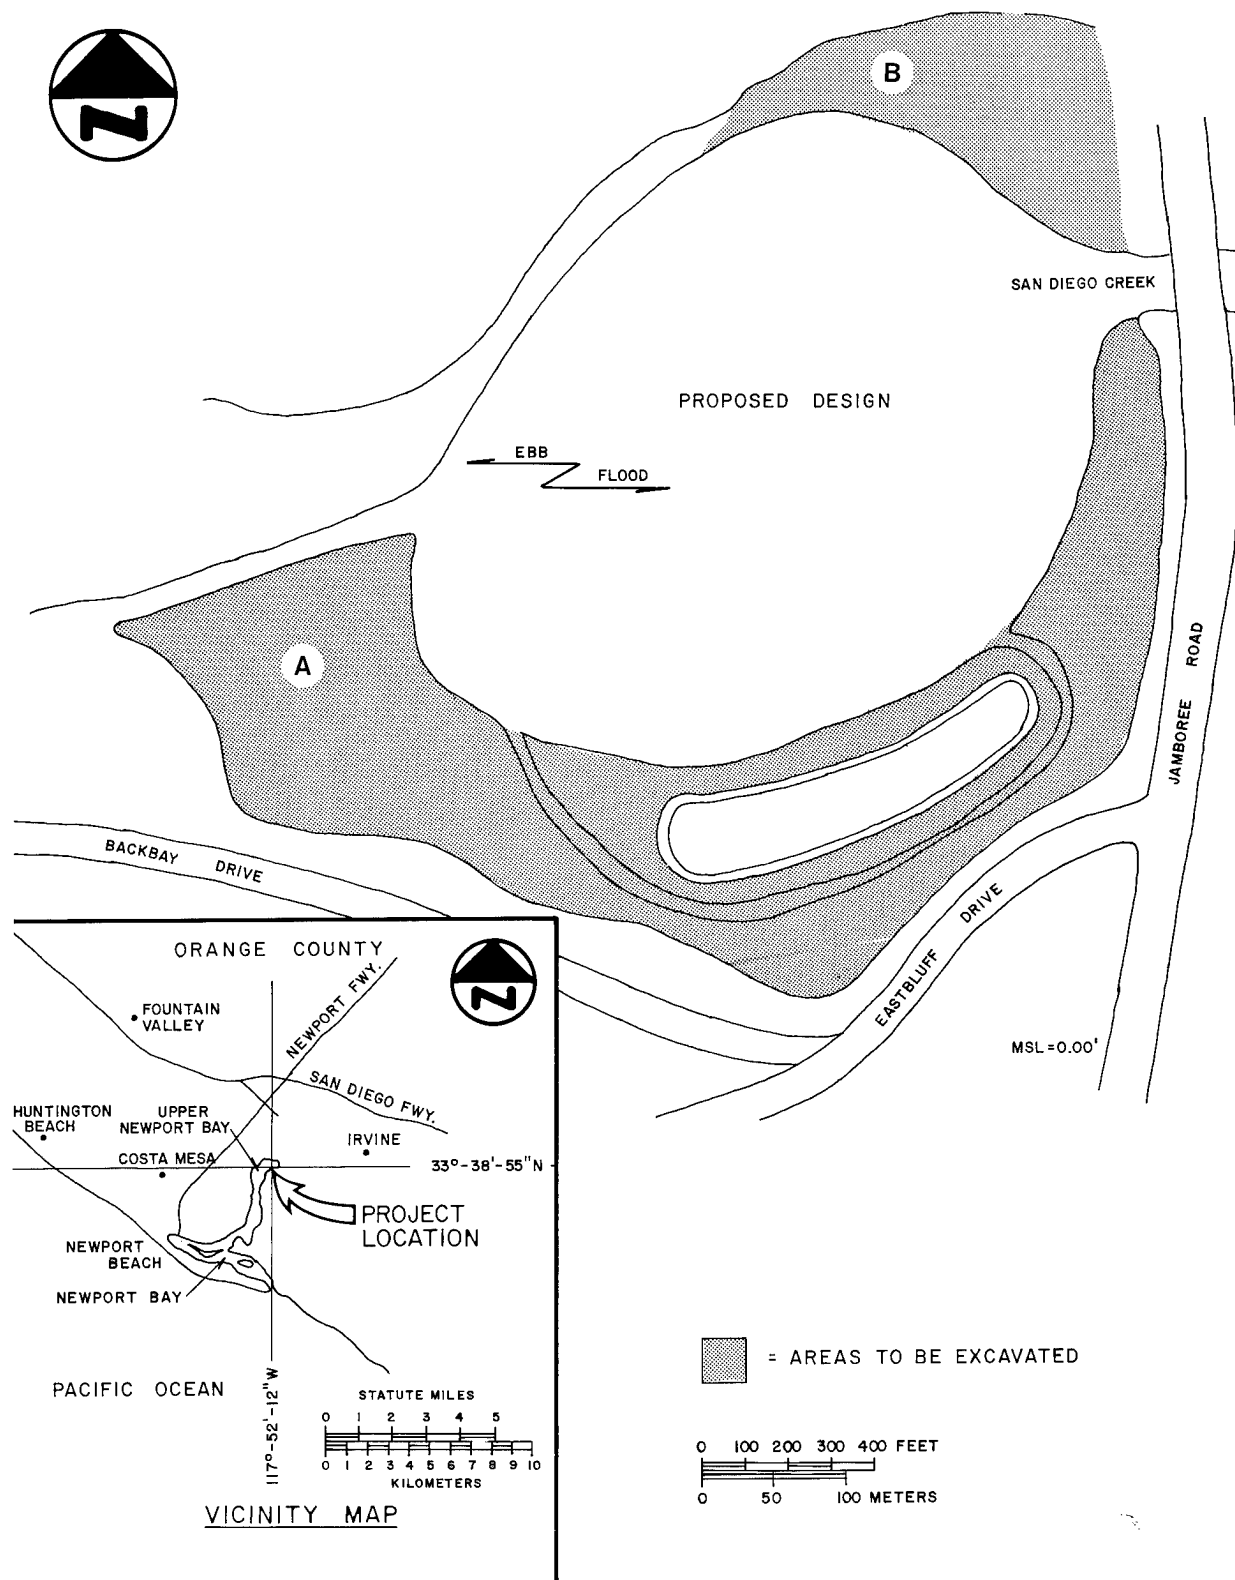 N
B
SAN DIEGO CREEK
PROPOSED DESIGN
EBB
FLOOD
A
JAMBOREE ROAD
BACKBAY DRIVE
EASTBLUFF DRIVE
MSL=0.00'
ORANGE COUNTY
N
NEWPORT FWY.
FOUNTAIN
VALLEY
SAN DIEGO FWY.
HUNTINGTON
BEACH
UPPER
NEWPORT BAY
IRVINE
COSTA MESA
33°-38'-55"N
PROJECT
LOCATION
NEWPORT
BEACH
NEWPORT BAY
117°-52'-12"W
PACIFIC OCEAN
STATUTE MILES
0 1 2 3 4 5
0 1 2 3 4 5 6 7 8 9 10
KILOMETERS
VICINITY MAP
= AREAS TO BE EXCAVATED
0 100 200 300 400 FEET
0 50 100 METERS